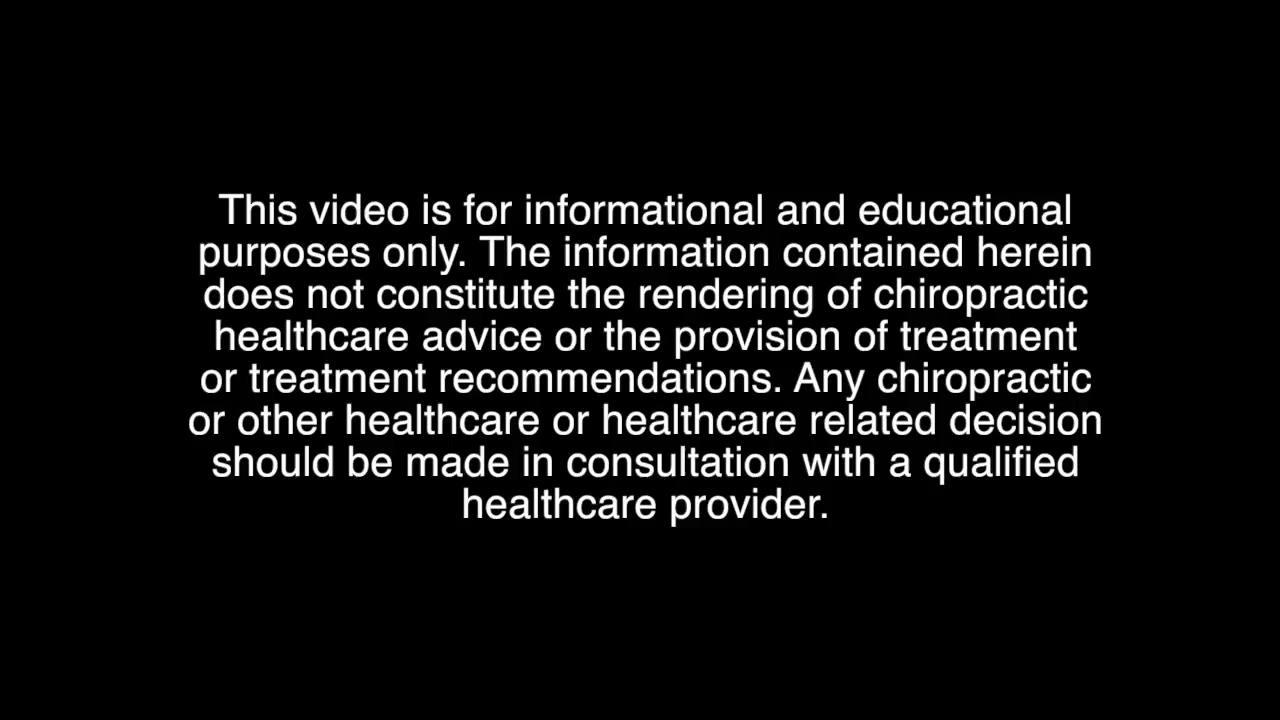 This video is for informational and educational
purposes only. The information contained herein
does not constitute the rendering of chiropractic
healthcare advice or the provision of treatment
or treatment recommendations. Any chiropractic
or other healthcare or healthcare related decision
should be made in consultation with a qualified
healthcare provider.